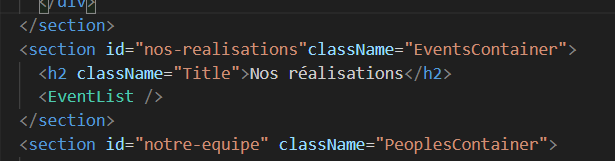 </div>
</section>
<section id="nos-realisations"className="EventsContainer">
<h2 className="Title">Nos réalisations</h2>
<EventList />
</section>
<section id="notre-equipe" className="PeoplesContainer">